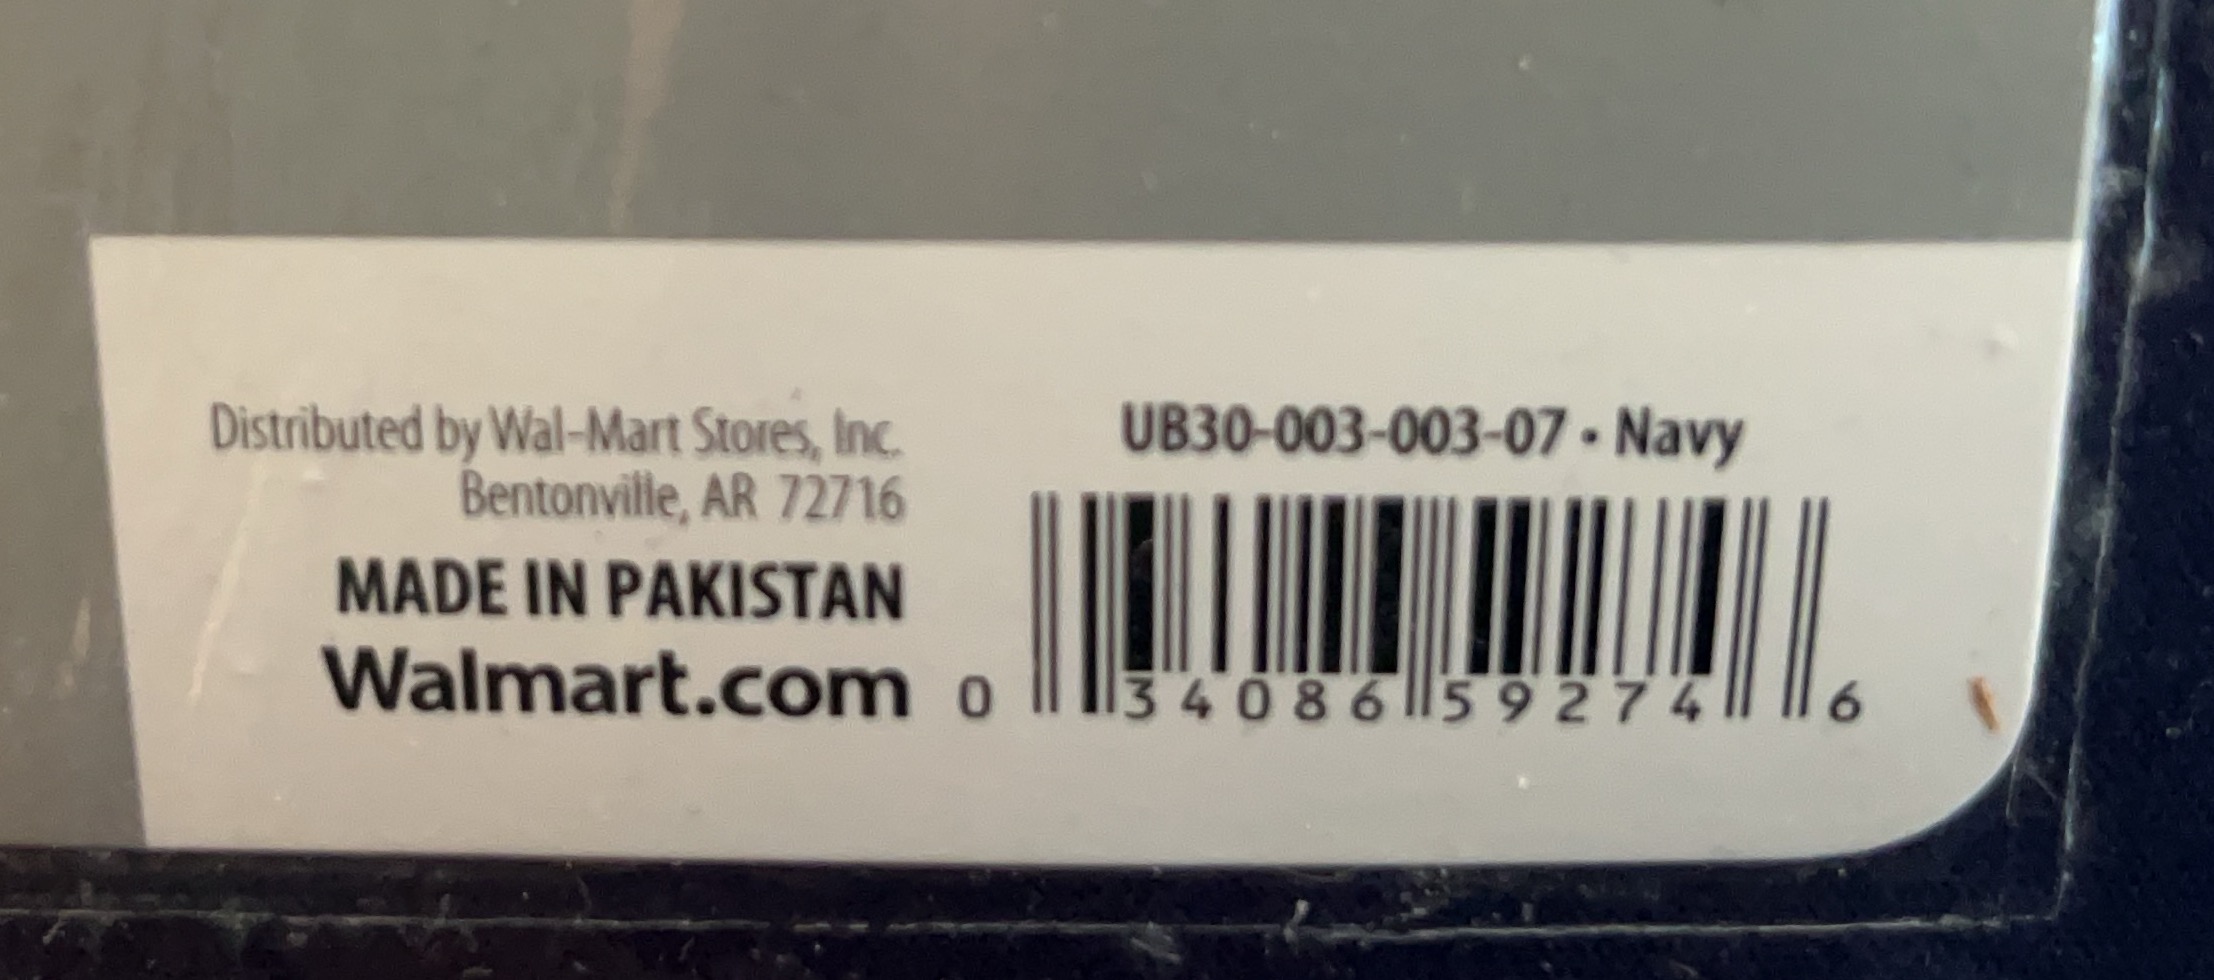 Distributed by Wal-Mart Stores, Inc.
Bentonville, AR 72716
MADE IN PAKISTAN
Walmart.com
UB30-003-003-07 • Navy
0 34086 59274 6